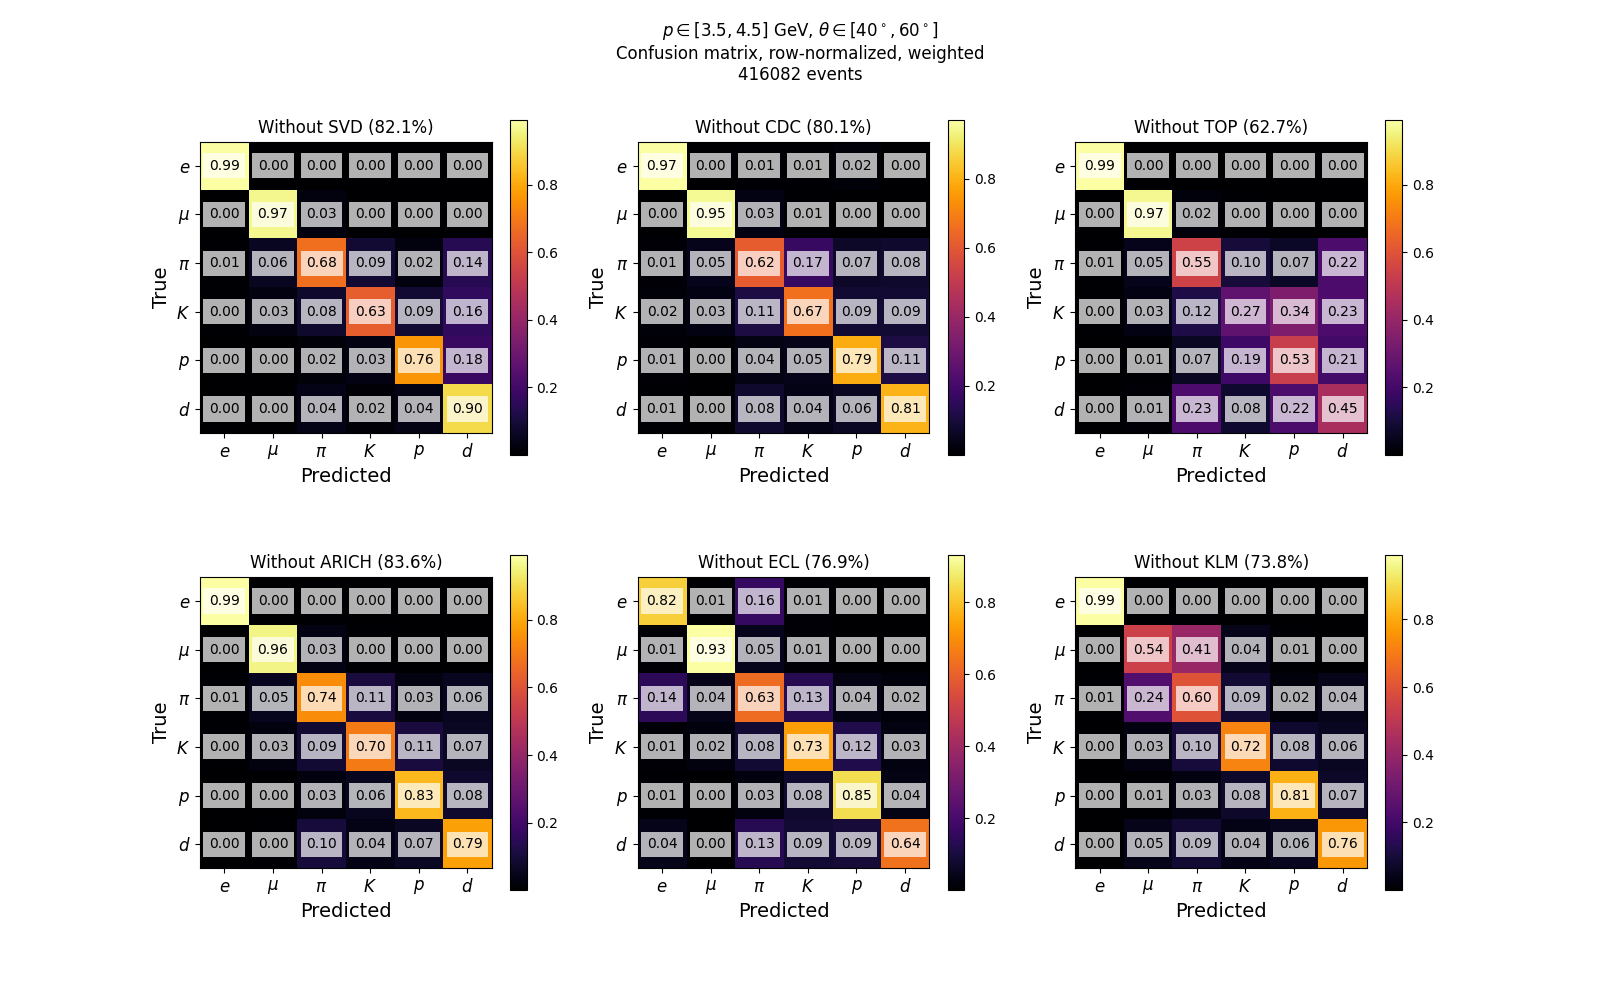 p ∈ [3.5, 4.5] GeV, θ ∈ [40°, 60°]
Confusion matrix, row-normalized, weighted
416082 events
Without SVD (82.1%)
e 0.99 0.00 0.00 0.00 0.00 0.00
μ 0.00 0.97 0.03 0.00 0.00 0.00
π 0.01 0.06 0.68 0.09 0.02 0.14
K 0.00 0.03 0.08 0.63 0.09 0.16
p 0.00 0.00 0.02 0.03 0.76 0.18
d 0.00 0.00 0.04 0.02 0.04 0.90
e μ π K p d
True
Predicted
0.8
0.6
0.4
0.2
Without CDC (80.1%)
e 0.97 0.00 0.01 0.01 0.02 0.00
μ 0.00 0.95 0.03 0.01 0.00 0.00
π 0.01 0.05 0.62 0.17 0.07 0.08
K 0.02 0.03 0.11 0.67 0.09 0.09
p 0.01 0.00 0.04 0.05 0.79 0.11
d 0.01 0.00 0.08 0.04 0.06 0.81
e μ π K p d
True
Predicted
0.8
0.6
0.4
0.2
Without TOP (62.7%)
e 0.99 0.00 0.00 0.00 0.00 0.00
μ 0.00 0.97 0.02 0.00 0.00 0.00
π 0.01 0.05 0.55 0.10 0.07 0.22
K 0.00 0.03 0.12 0.27 0.34 0.23
p 0.00 0.01 0.07 0.19 0.53 0.21
d 0.00 0.01 0.23 0.08 0.22 0.45
e μ π K p d
True
Predicted
0.8
0.6
0.4
0.2
Without ARICH (83.6%)
e 0.99 0.00 0.00 0.00 0.00 0.00
μ 0.00 0.96 0.03 0.00 0.00 0.00
π 0.01 0.05 0.74 0.11 0.03 0.06
K 0.00 0.03 0.09 0.70 0.11 0.07
p 0.00 0.00 0.03 0.06 0.83 0.08
d 0.00 0.00 0.10 0.04 0.07 0.79
e μ π K p d
True
Predicted
0.8
0.6
0.4
0.2
Without ECL (76.9%)
e 0.82 0.01 0.16 0.01 0.00 0.00
μ 0.01 0.93 0.05 0.01 0.00 0.00
π 0.14 0.04 0.63 0.13 0.04 0.02
K 0.01 0.02 0.08 0.73 0.12 0.03
p 0.01 0.00 0.03 0.08 0.85 0.04
d 0.04 0.00 0.13 0.09 0.09 0.64
e μ π K p d
True
Predicted
0.8
0.6
0.4
0.2
Without KLM (73.8%)
e 0.99 0.00 0.00 0.00 0.00 0.00
μ 0.00 0.54 0.41 0.04 0.01 0.00
π 0.01 0.24 0.60 0.09 0.02 0.04
K 0.00 0.03 0.10 0.72 0.08 0.06
p 0.00 0.01 0.03 0.08 0.81 0.07
d 0.00 0.05 0.09 0.04 0.06 0.76
e μ π K p d
True
Predicted
0.8
0.6
0.4
0.2